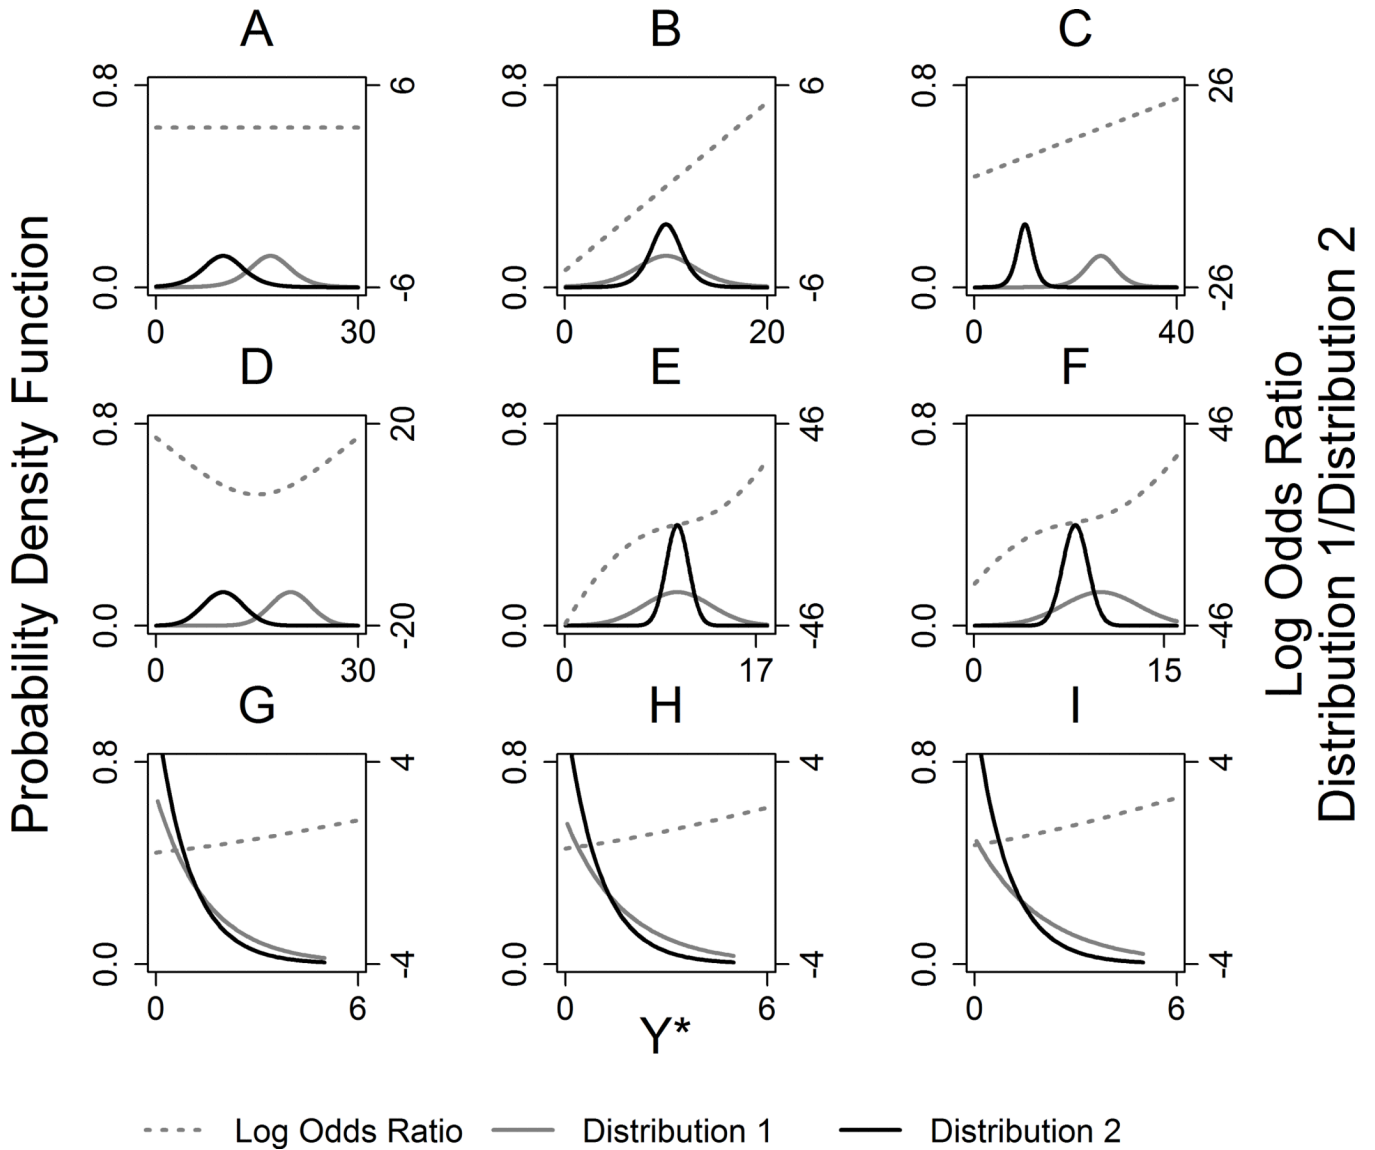 A B C
0.8 6 0.8 6 0.8 26
0.0 -6 0.0 -6 0.0 -26
0 30 0 20 0 40
D E F
0.8 20 0.8 46 0.8 46
0.0 -20 0.0 -46 0.0 -46
0 30 0 17 0 15
G H I
0.8 4 0.8 4 0.8 4
0.0 -4 0.0 -4 0.0 -4
0 6 0 6 0 6
Probability Density Function
Log Odds Ratio
Distribution 1/Distribution 2
Y*
Log Odds Ratio Distribution 1 Distribution 2